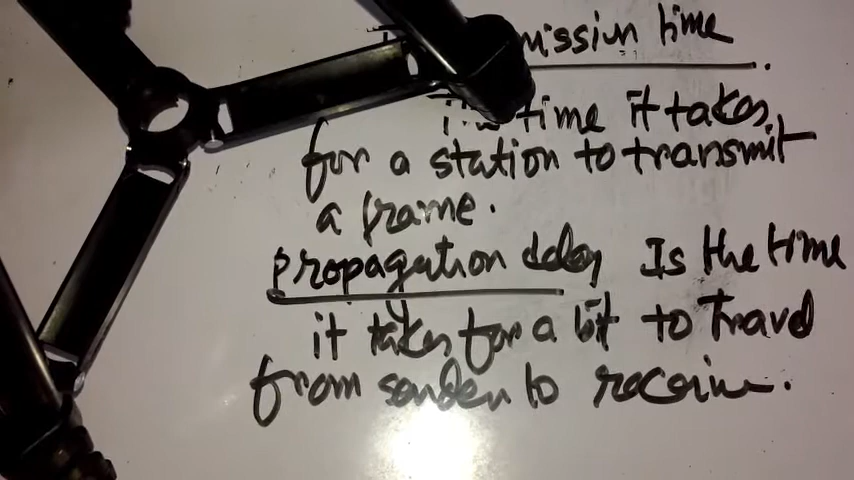 mission time
The time it takes
for a station to transmit
a frame.
propagation delay Is the time
it takes for a bit to Travel
from sender to